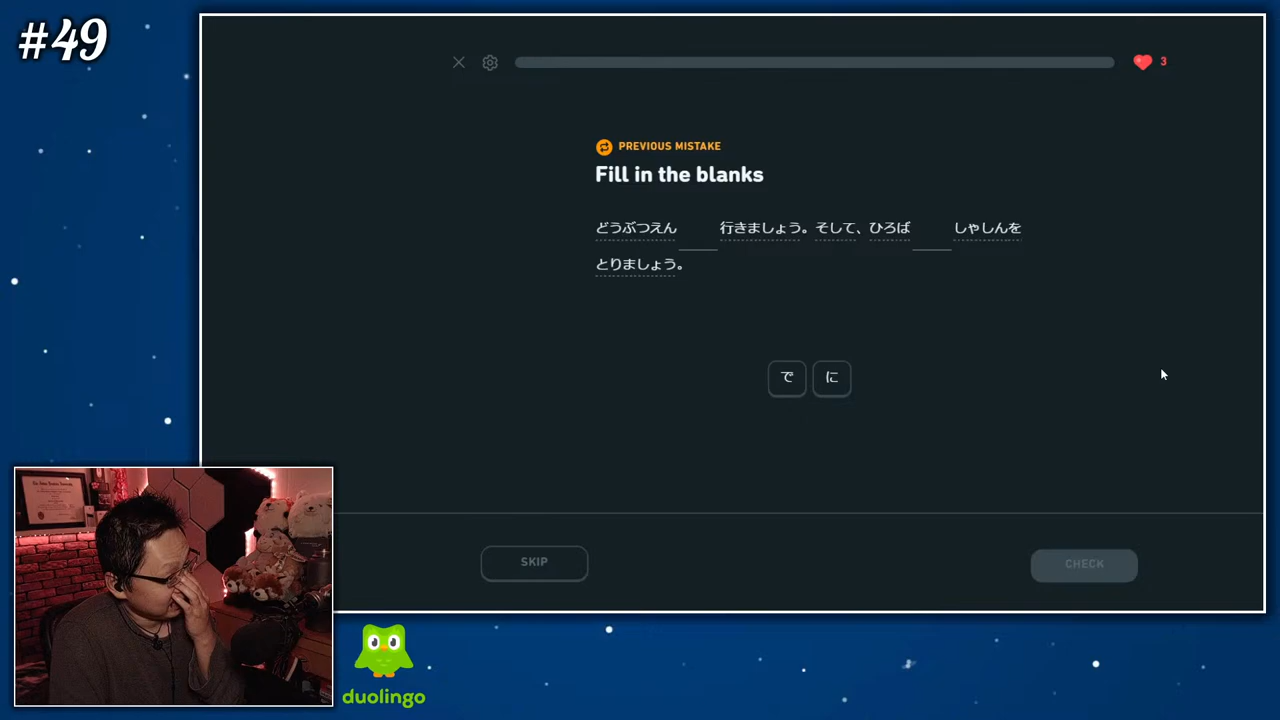 #49
3
PREVIOUS MISTAKE
Fill in the blanks
どうぶつえん 行きましょう。そして、ひろば しゃしんを
とりましょう。
で に
SKIP
CHECK
duolingo